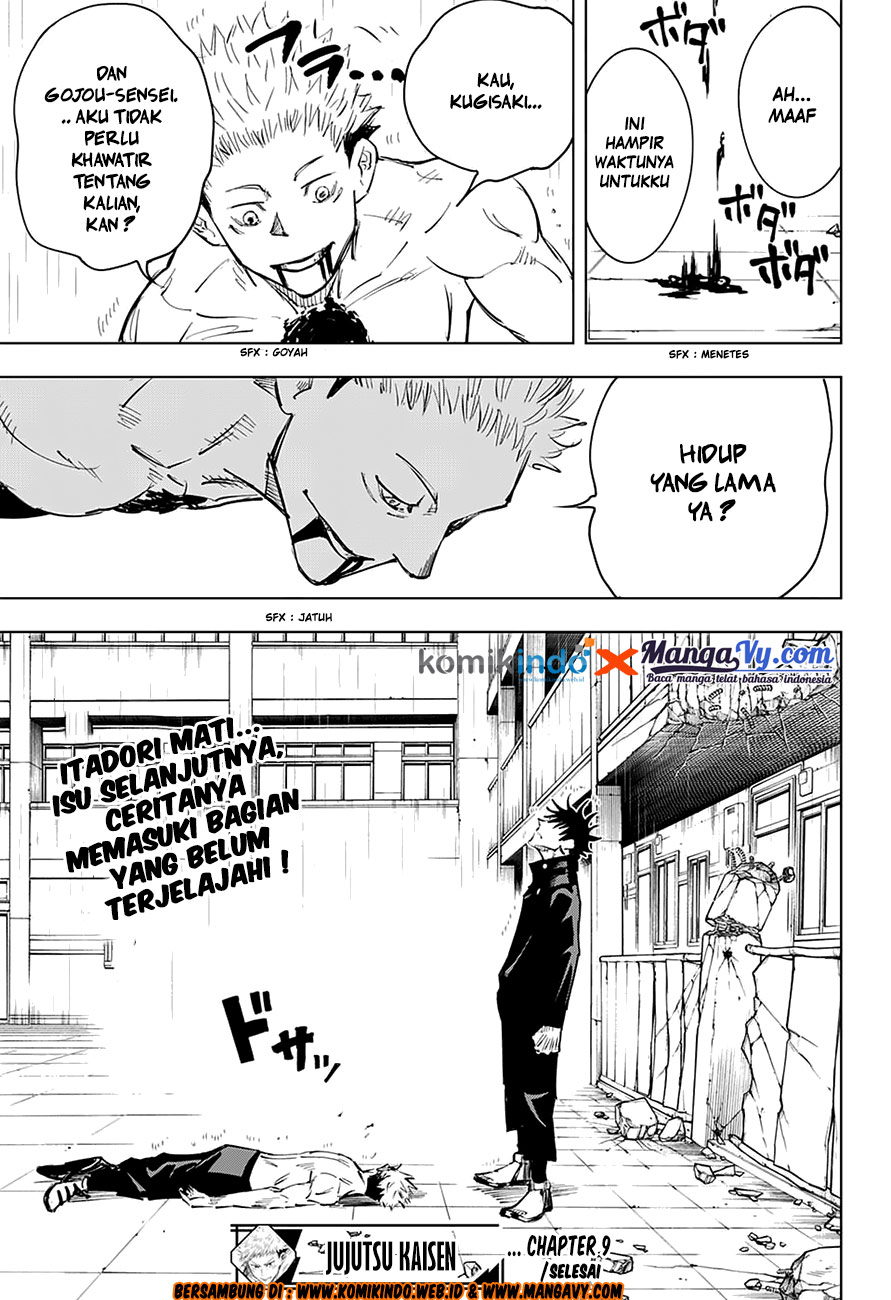 ボダ
AH...
MAAF
INI
HAMPIR
WAKTUNYA
UNTUKKU
ボダ
ボダ
SFX : MENETES
KAU,
KUGISAKI...
DAN
GOJOU-SENSEI.
.. AKU TIDAK
PERLU
KHAWATIR
TENTANG
KALIAN,
KAN ?
SFX : GOYAH
HIDUP
YANG LAMA
YA ?
SFX : JATUH
komikindo
X
MangaVy.com
Baca manga telat bahasa indonesia
ITADORI MATI...
ISU SELANJUTNYA,
CERITANYA
MEMASUKI BAGIAN
YANG BELUM
TERJELAJAHI !
ドサッ
JUJUTSU KAISEN
... CHAPTER 9
/SELESAI
BERSAMBUNG DI : WWW.KOMIKINDO.WEB.ID & WWW.MANGAVY.COM